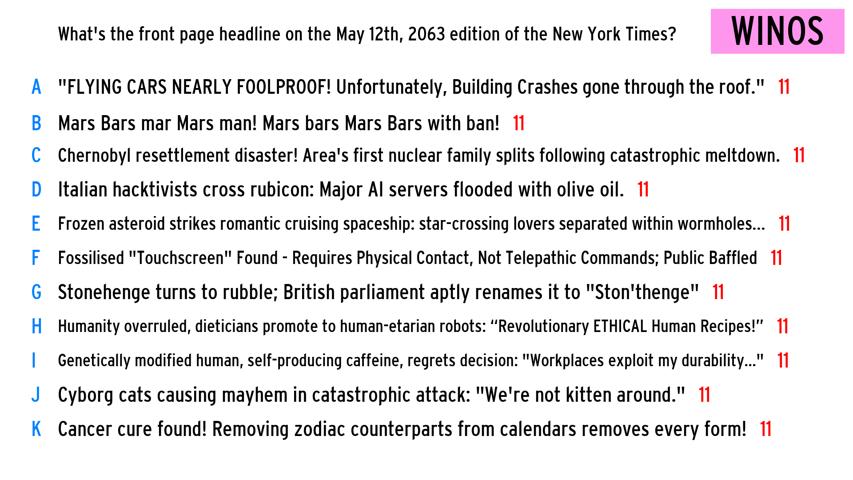 What's the front page headline on the May 12th, 2063 edition of the New York Times? WINOS
A "FLYING CARS NEARLY FOOLPROOF! Unfortunately, Building Crashes gone through the roof." 11
B Mars Bars mar Mars man! Mars bars Mars Bars with ban! 11
C Chernobyl resettlement disaster! Area's first nuclear family splits following catastrophic meltdown. 11
D Italian hacktivists cross rubicon: Major AI servers flooded with olive oil. 11
E Frozen asteroid strikes romantic cruising spaceship: star-crossing lovers separated within wormholes... 11
F Fossilised "Touchscreen" Found - Requires Physical Contact, Not Telepathic Commands; Public Baffled 11
G Stonehenge turns to rubble; British parliament aptly renames it to "Ston'thenge" 11
H Humanity overruled, dieticians promote to human-etarian robots: “Revolutionary ETHICAL Human Recipes!” 11
I Genetically modified human, self-producing caffeine, regrets decision: "Workplaces exploit my durability..." 11
J Cyborg cats causing mayhem in catastrophic attack: "We're not kitten around." 11
K Cancer cure found! Removing zodiac counterparts from calendars removes every form! 11